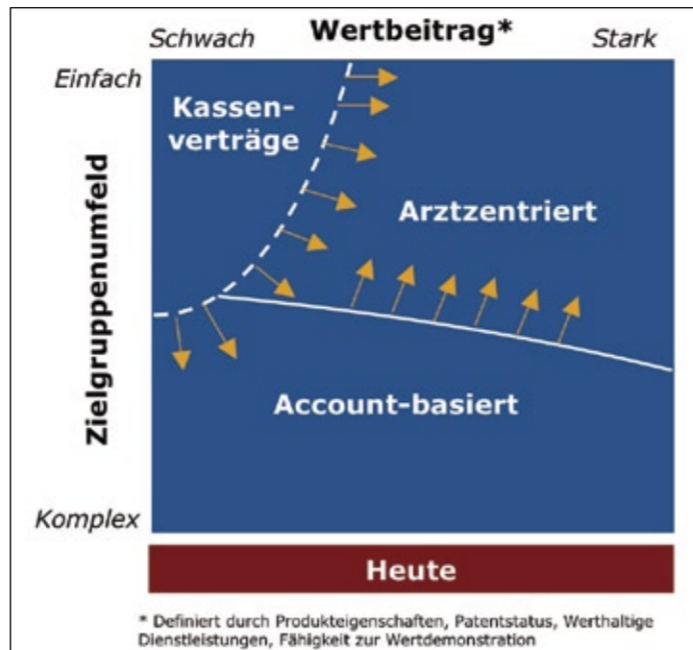 Wertbeitrag*
Schwach
Stark
Einfach
Kassen-
verträge
Arztzentriert
Zielgruppenumfeld
Account-basiert
Komplex
Heute
* Definiert durch Produkteigenschaften, Patentstatus, Werthaltige
Dienstleistungen, Fähigkeit zur Wertdemonstration